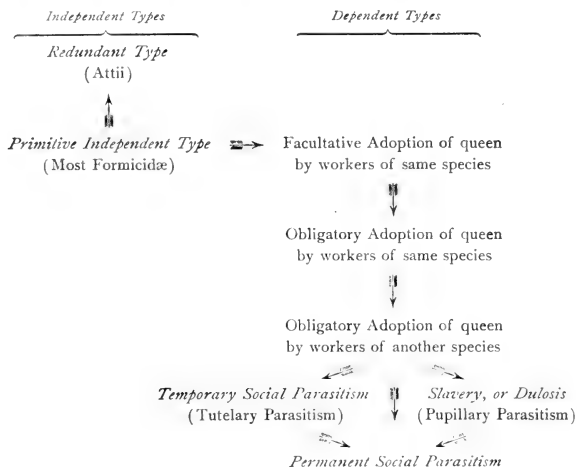 Independent Types
Dependent Types
Redundant Type
(Attii)
Primitive Independent Type
(Most Formicidæ)
Facultative Adoption of queen
by workers of same species
Obligatory Adoption of queen
by workers of same species
Obligatory Adoption of queen
by workers of another species
Temporary Social Parasitism
(Tutelary Parasitism)
Slavery, or Dulosis
(Pupillary Parasitism)
Permanent Social Parasitism